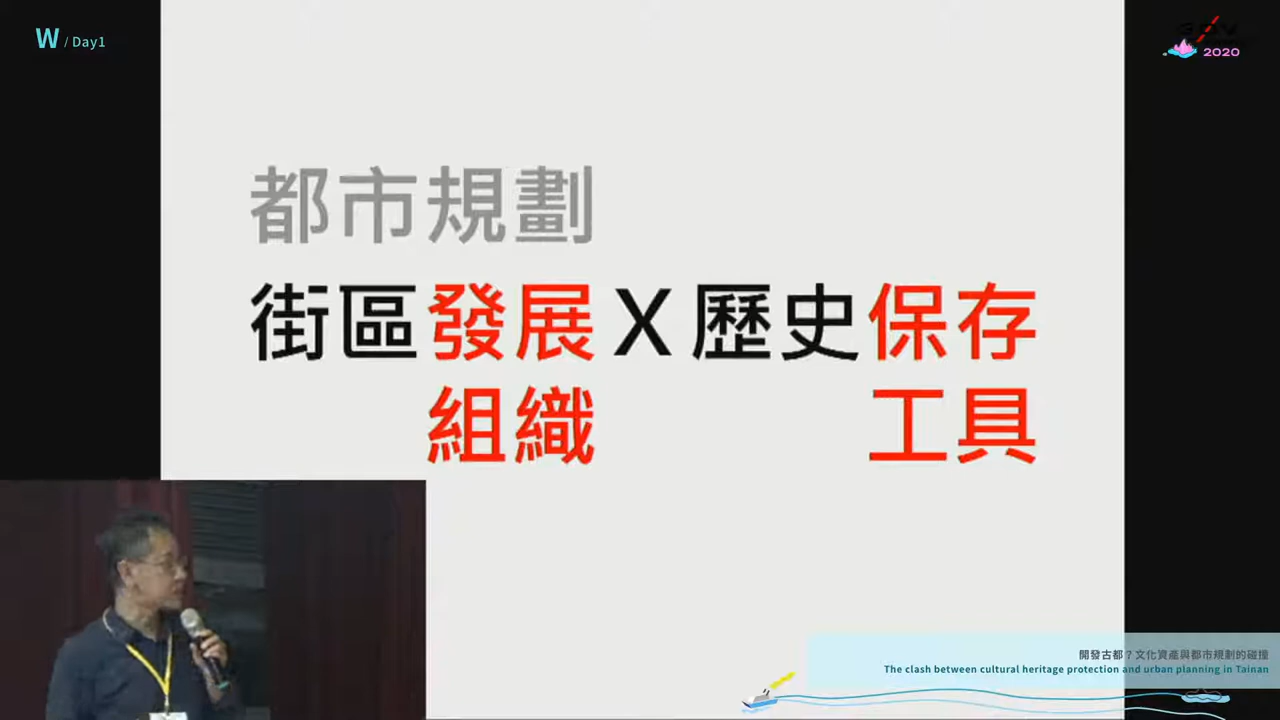 W / Day1
2020
都市規劃
街區發展X歷史保存
組織
工具
開發古都？文化資產與都市規劃的碰撞
The clash between cultural heritage protection and urban planning in Tainan